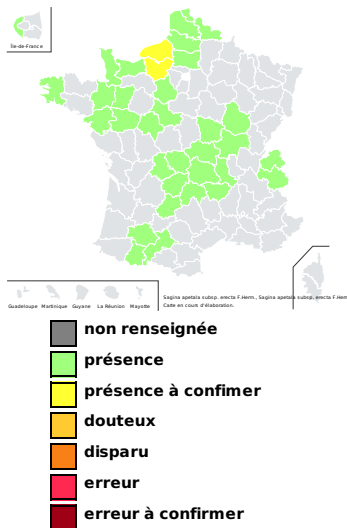 Île-de-France
Guadeloupe Martinique Guyane La Réunion Mayotte
Sagina apetala subsp. erecta F.Herm., Sagina apetala subsp. erecta F.Herm
Carte en cours d'élaboration.
non renseignée
présence
présence à confimer
douteux
disparu
erreur
erreur à confirmer